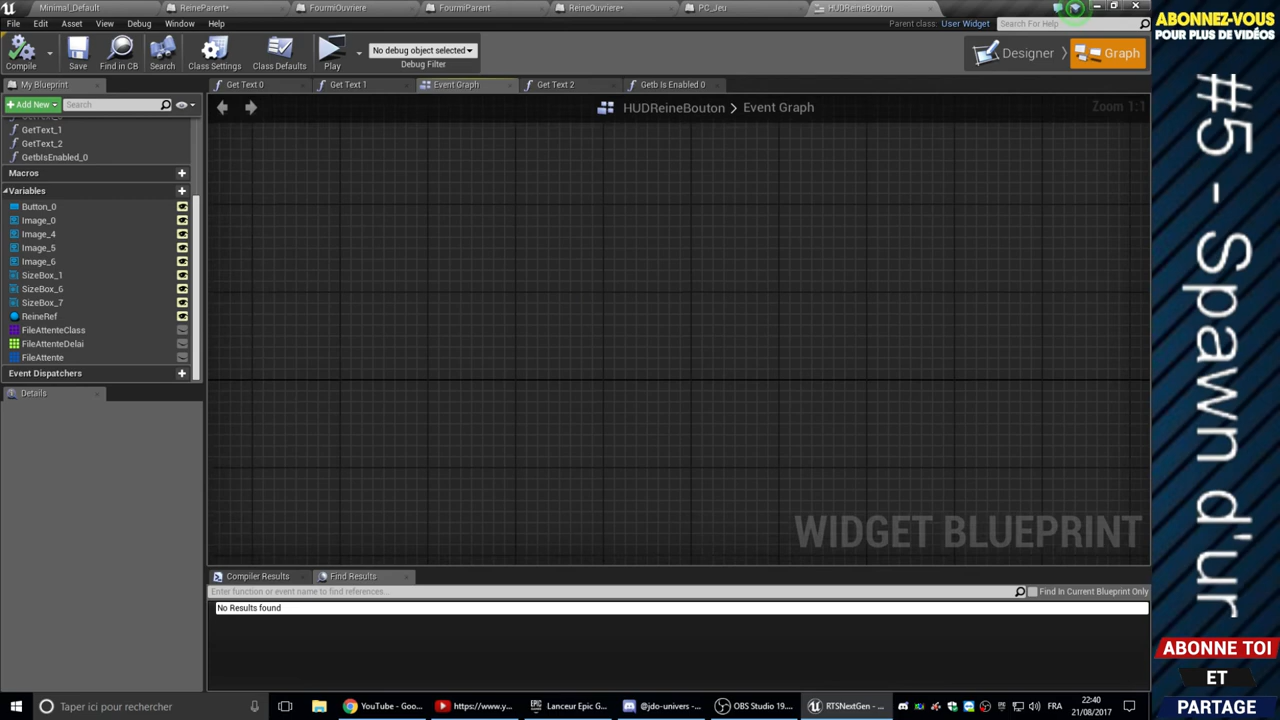 Minimal_Default
ReineParent*
FourmiOuvriere
FourmiParent
ReineOuvriere*
PC_Jeu
HUDReineBouton
File Edit Asset View Debug Window Help
Parent class: User Widget
Search For Help
Compile
Save
Find in CB
Search
Class Settings
Class Defaults
Play
No debug object selected
Debug Filter
Designer
Graph
My Blueprint
Get Text 0
Get Text 1
Event Graph
Get Text 2
Getb Is Enabled 0
Add New
Search
HUDReineBouton > Event Graph
Zoom 1:1
GetText_1
GetText_2
GetbIsEnabled_0
Macros
Variables
Button_0
Image_0
Image_4
Image_5
Image_6
SizeBox_1
SizeBox_6
SizeBox_7
ReineRef
FileAttenteClass
FileAttenteDelai
FileAttente
Event Dispatchers
Details
WIDGET BLUEPRINT
Compiler Results
Find Results
Enter function or event name to find references...
Find In Current Blueprint Only
No Results found
ABONNEZ-VOUS
POUR PLUS DE VIDÉOS
#5 - Spawn d'ur
ABONNE TOI
ET
PARTAGE
Taper ici pour rechercher
YouTube - Goo...
https://www.yout...
Lanceur Epic G...
@jdo-univers - ...
OBS Studio 19....
RTSNextGen - ...
FRA
22:40
21/08/2017